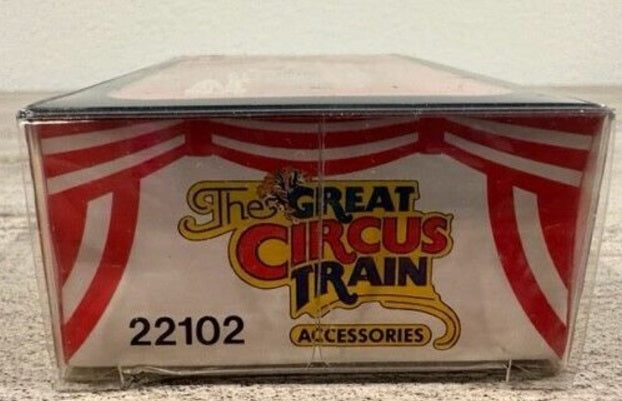 The GREAT
CIRCUS
TRAIN
22102
ACCESSORIES